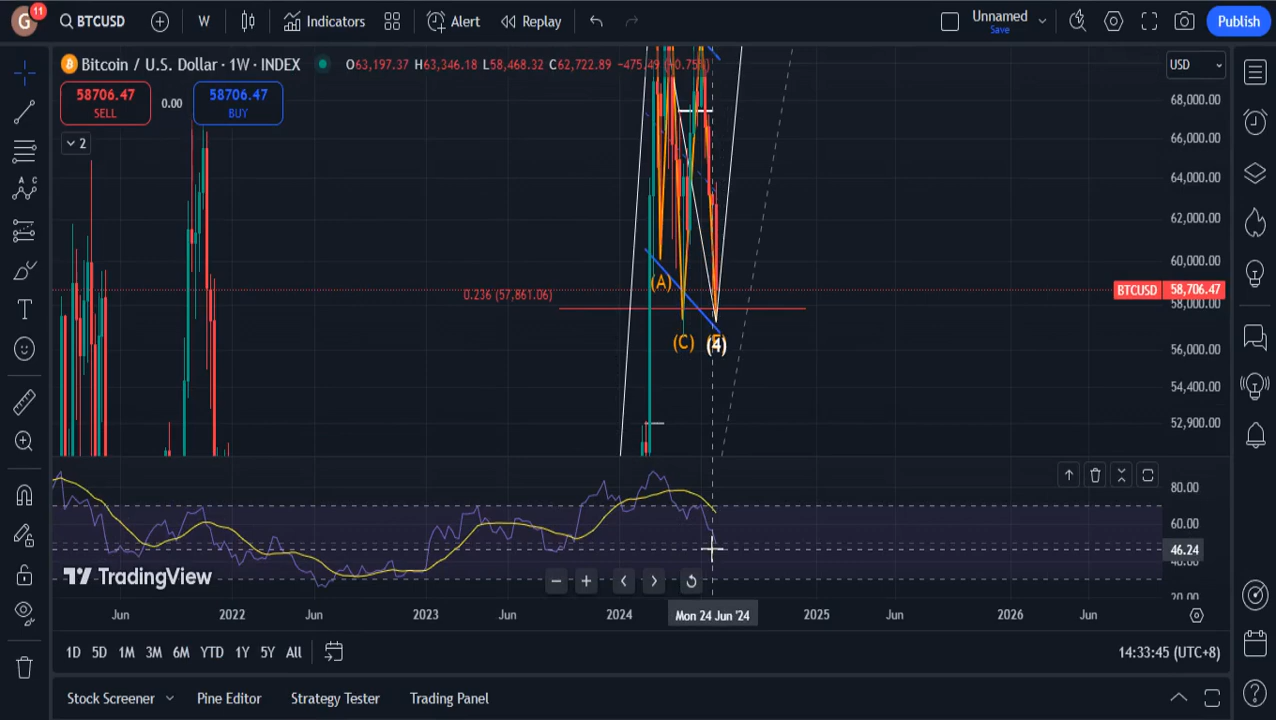 G
11
BTCUSD
W
Indicators
Alert
Replay
Unnamed
Save
Publish
Bitcoin / U.S. Dollar · 1W · INDEX
O63,197.37 H63,346.18 L58,468.32 C62,722.89 −475.49 (−0.75%)
USD
58706.47
SELL
0.00
58706.47
BUY
2
68,000.00
66,000.00
64,000.00
62,000.00
60,000.00
BTCUSD
58,706.47
58,000.00
56,000.00
54,400.00
52,900.00
0.236 (57,861.06)
(A)
(C)
(4)
80.00
60.00
46.24
40.00
20.00
TradingView
Jun
2022
Jun
2023
Jun
2024
Mon 24 Jun '24
2025
Jun
2026
Jun
1D 5D 1M 3M 6M YTD 1Y 5Y All
14:33:45 (UTC+8)
Stock Screener
Pine Editor
Strategy Tester
Trading Panel